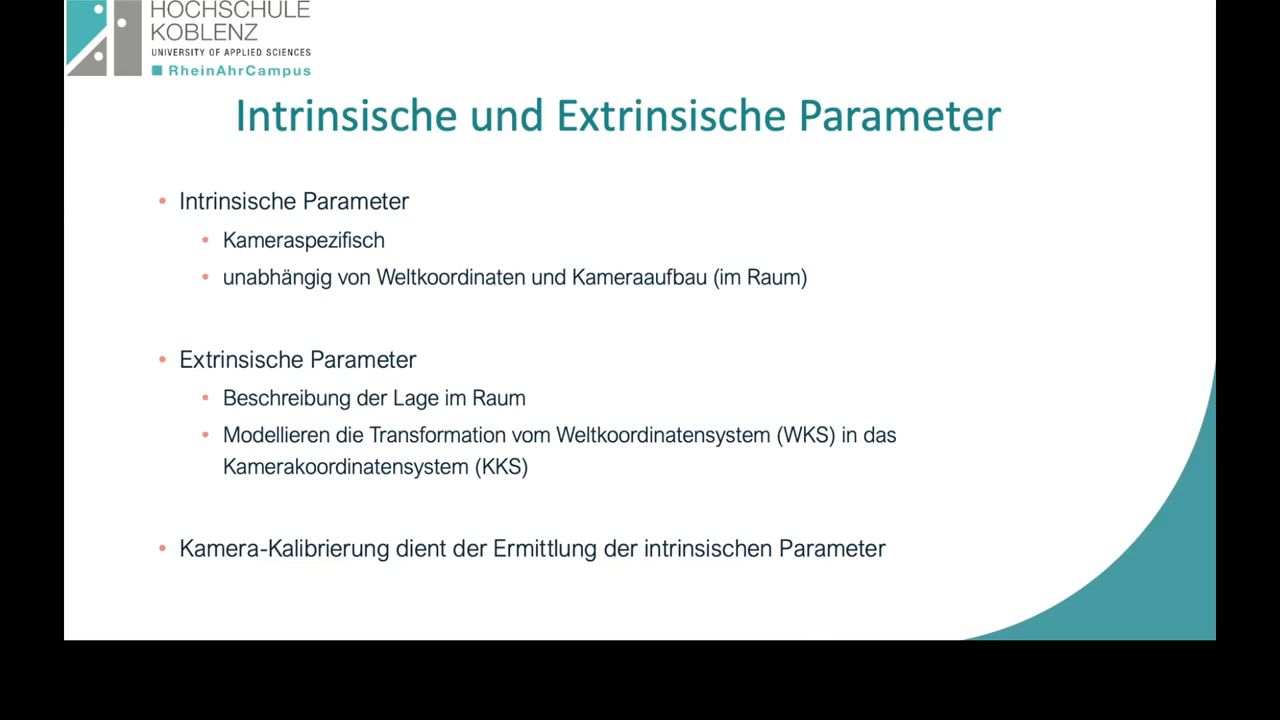 HOCHSCHULE
KOBLENZ
UNIVERSITY OF APPLIED SCIENCES
RheinAhrCampus
Intrinsische und Extrinsische Parameter
• Intrinsische Parameter
• Kameraspezifisch
• unabhängig von Weltkoordinaten und Kameraaufbau (im Raum)
• Extrinsische Parameter
• Beschreibung der Lage im Raum
• Modellieren die Transformation vom Weltkoordinatensystem (WKS) in das
Kamerakoordinatensystem (KKS)
• Kamera-Kalibrierung dient der Ermittlung der intrinsischen Parameter